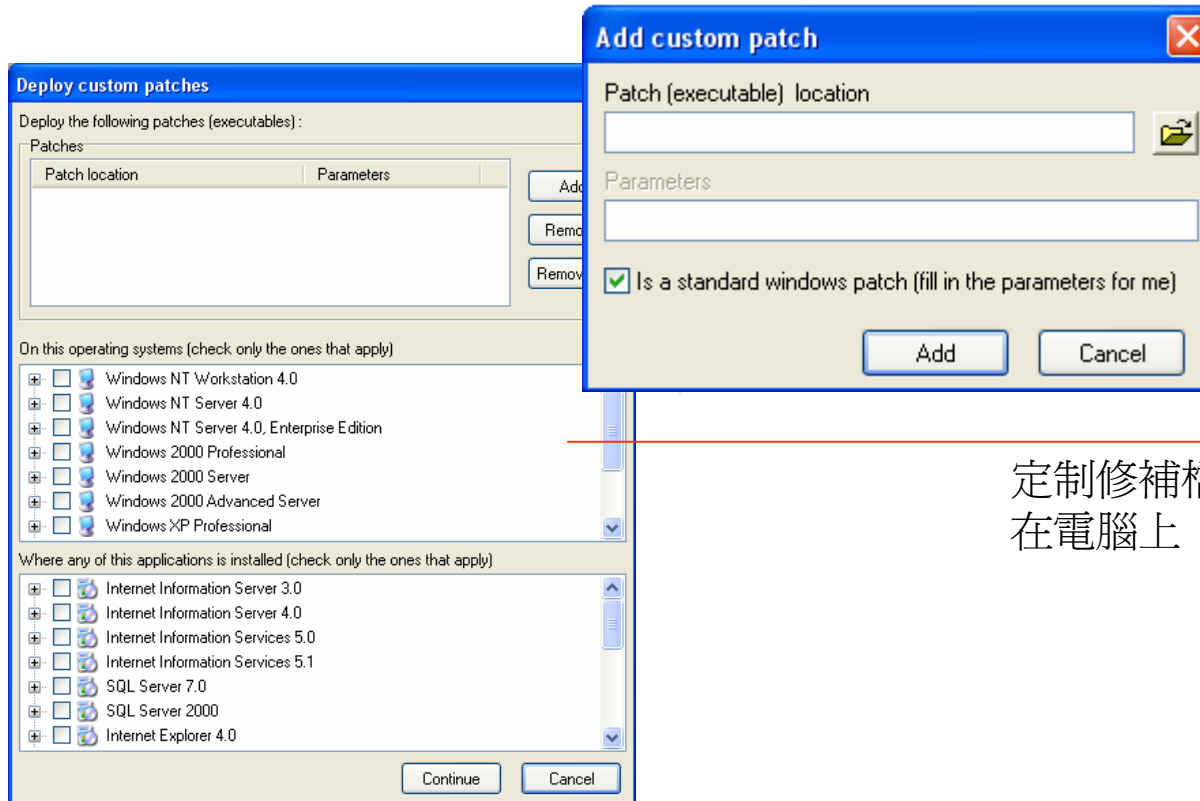 Add custom patch
Patch (executable) location
Parameters
Is a standard windows patch (fill in the parameters for me)
Add
Cancel
Deploy custom patches
Deploy the following patches (executables) :
Patches
Patch location
Parameters
On this operating systems (check only the ones that apply)
Windows NT Workstation 4.0
Windows NT Server 4.0
Windows NT Server 4.0, Enterprise Edition
Windows 2000 Professional
Windows 2000 Server
Windows 2000 Advanced Server
Windows XP Professional
Where any of this applications is installed (check only the ones that apply)
Internet Information Server 3.0
Internet Information Server 4.0
Internet Information Services 5.0
Internet Information Services 5.1
SQL Server 7.0
SQL Server 2000
Internet Explorer 4.0
Continue
Cancel
定制修補
在電腦上